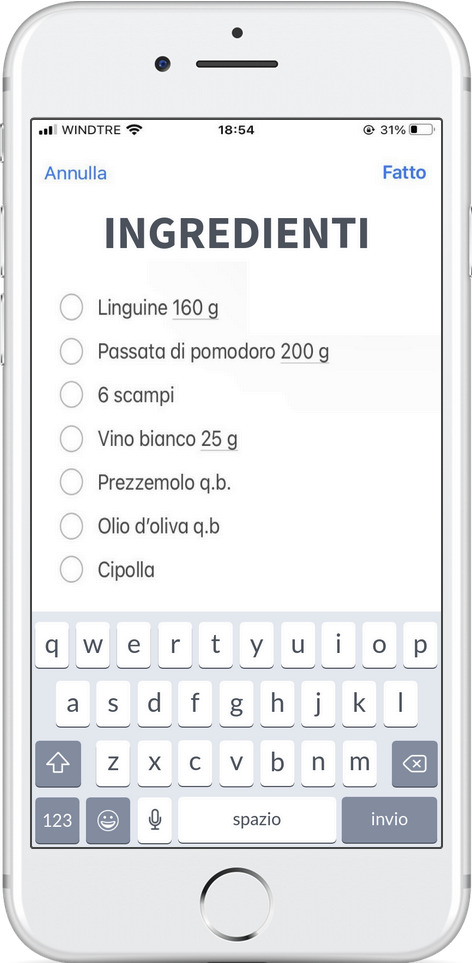 WINDTRE 18:54 31%
Annulla Fatto
INGREDIENTI
Linguine 160 g
Passata di pomodoro 200 g
6 scampi
Vino bianco 25 g
Prezzemolo q.b.
Olio d'oliva q.b
Cipolla
q w e r t y u i o p
a s d f g h j k l
z x c v b n m
123 spazio invio